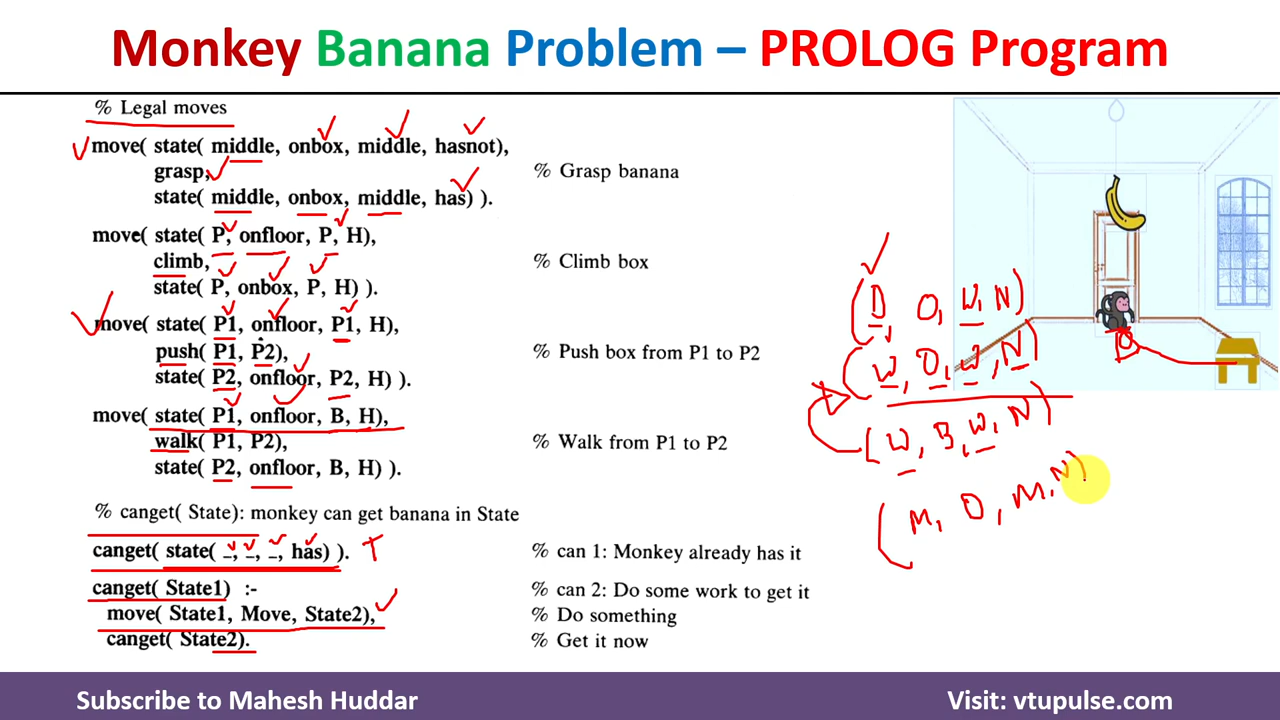 Monkey Banana Problem – PROLOG Program
% Legal moves
move( state( middle, onbox, middle, hasnot),
grasp, % Grasp banana
state( middle, onbox, middle, has) ).
move( state( P, onfloor, P, H),
climb, % Climb box
state( P, onbox, P, H) ).
move( state( P1, onfloor, P1, H),
push( P1, P2), % Push box from P1 to P2
state( P2, onfloor, P2, H) ).
move( state( P1, onfloor, B, H),
walk( P1, P2), % Walk from P1 to P2
state( P2, onfloor, B, H) ).
% canget( State): monkey can get banana in State
canget( state( _, _, _, has) ). T % can 1: Monkey already has it
canget( State1) :- % can 2: Do some work to get it
move( State1, Move, State2), % Do something
canget( State2). % Get it now
(D, O, W, N)
(W, O, W, N)
(W, B, W, N)
(M, O, M, N)
Subscribe to Mahesh Huddar
Visit: vtupulse.com